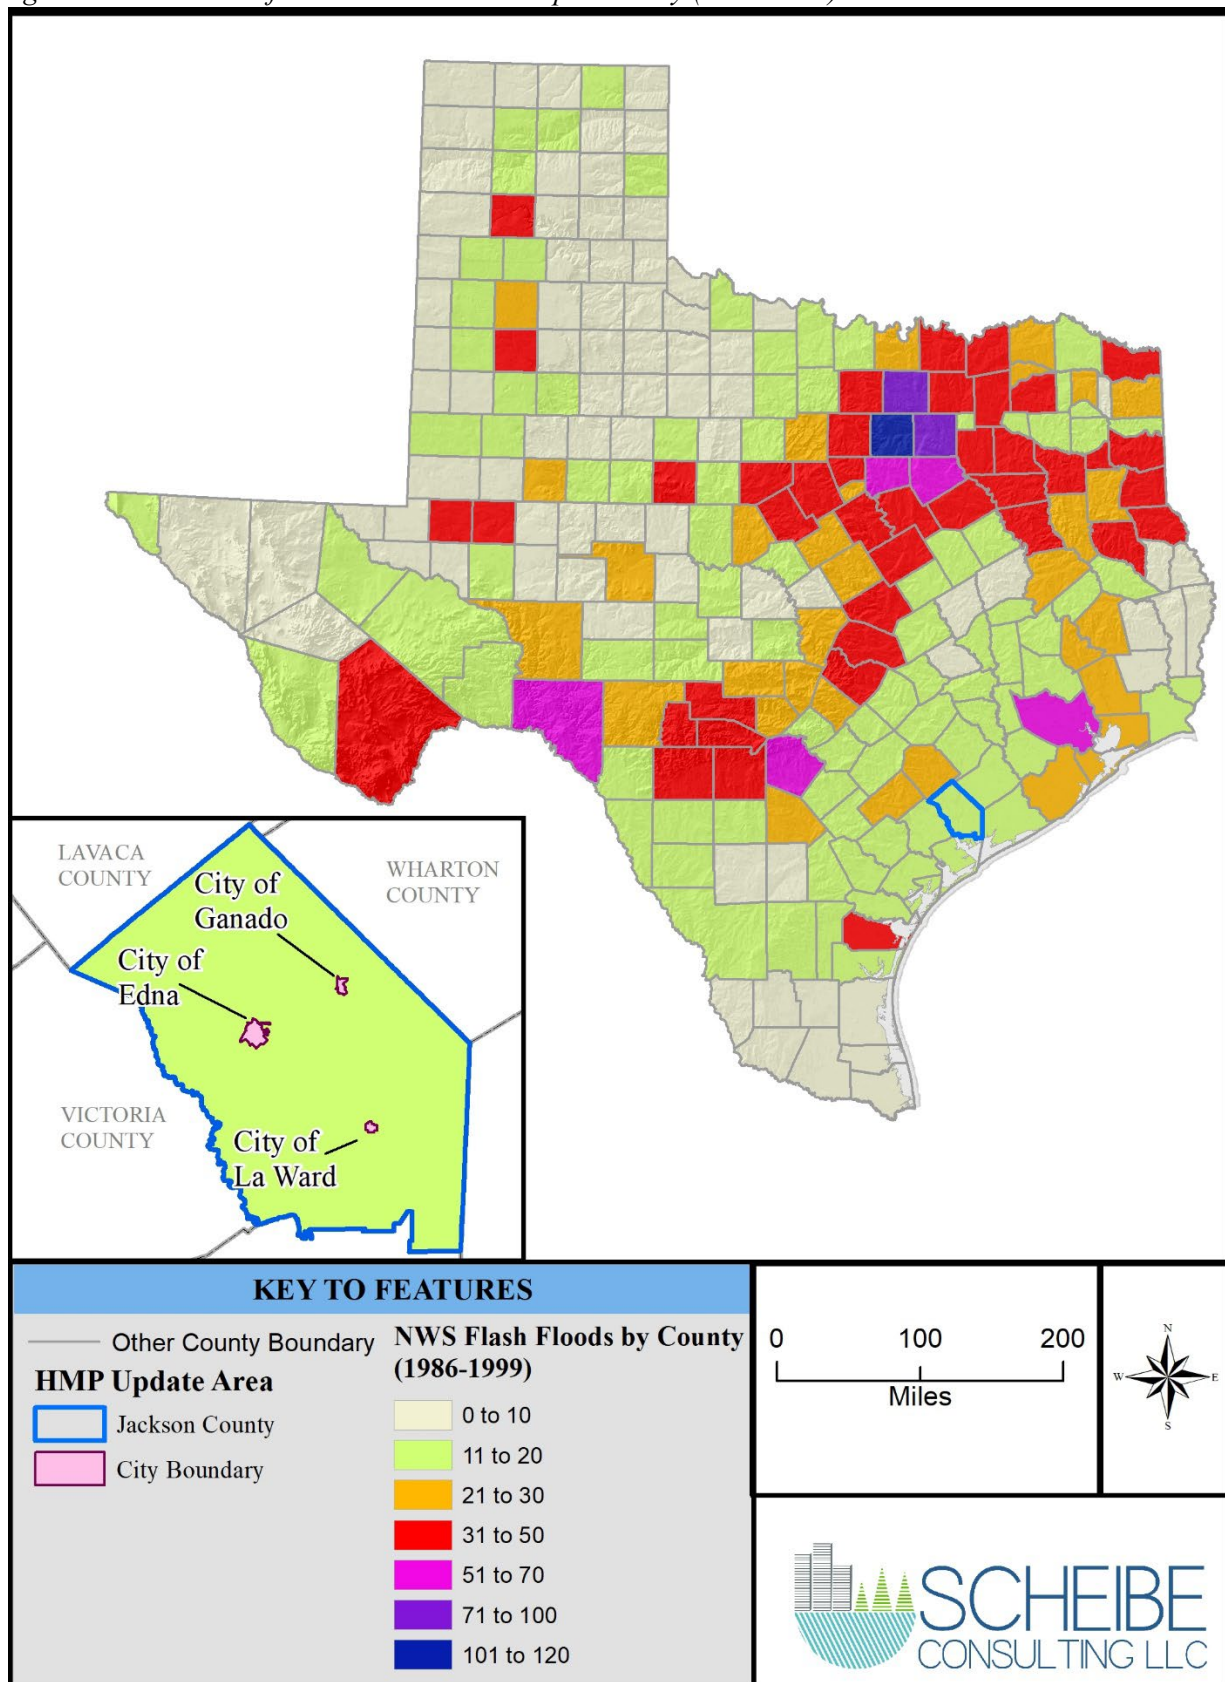 LAVACA
COUNTY
WHARTON
COUNTY
City of
Ganado
City of
Edna
VICTORIA
COUNTY
City of
La Ward
KEY TO FEATURES
Other County Boundary
HMP Update Area
Jackson County
City Boundary
NWS Flash Floods by County
(1986-1999)
0 to 10
11 to 20
21 to 30
31 to 50
51 to 70
71 to 100
101 to 120
0 100 200
Miles
N
W E
S
SCHEIBE
CONSULTING LLC